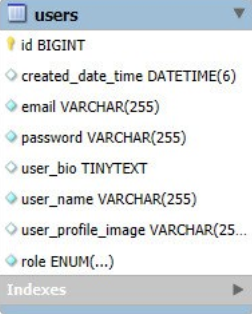 users
id BIGINT
created_date_time DATETIME(6)
email VARCHAR(255)
password VARCHAR(255)
user_bio TINYTEXT
user_name VARCHAR(255)
user_profile_image VARCHAR(25...
role ENUM(...)
Indexes